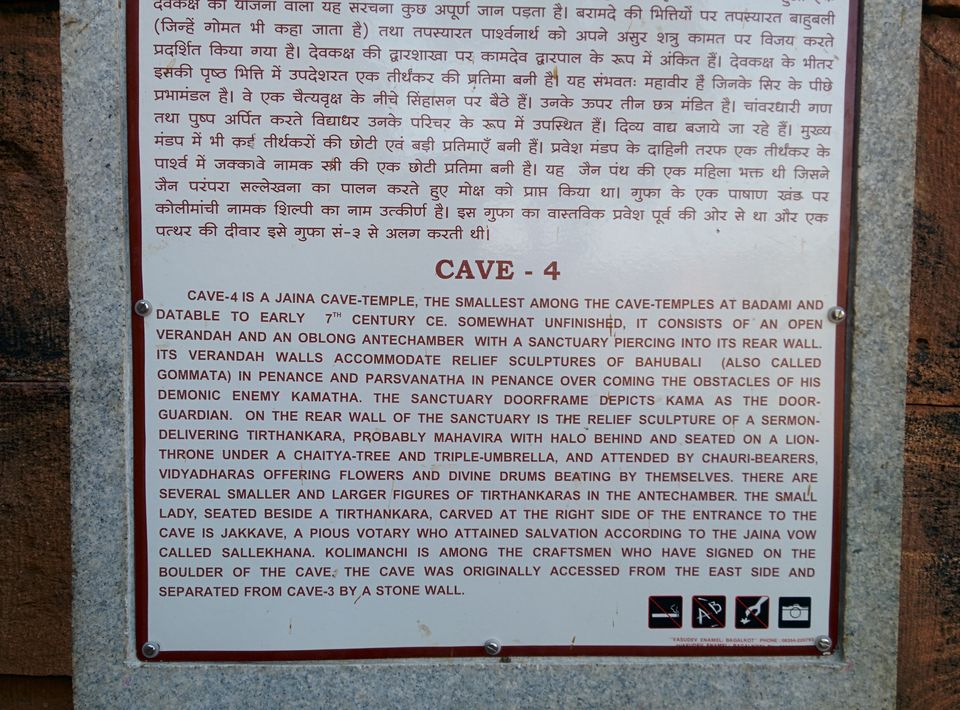 देवकक्ष की योजना वाली यह संरचना कुछ अपूर्ण जान पड़ता है। बरामदे की भित्तियों पर तपस्यारत बाहुबली
(जिन्हें गोमत भी कहा जाता है) तथा तपस्यारत पार्श्वनार्थ को अपने असुर शत्रु कामत पर विजय करते
प्रदर्शित किया गया है। देवकक्ष की द्वारशाखा पर कामदेव द्वारपाल के रूप में अंकित हैं। देवकक्ष के भीतर
इसकी पृष्ठ भित्ति में उपदेशरत एक तीर्थंकर की प्रतिमा बनी है। यह संभवतः महावीर हैं जिनके सिर के पीछे
प्रभामंडल है। वे एक चैत्यवृक्ष के नीचे सिंहासन पर बैठे हैं। उनके ऊपर तीन छत्र मंडित है। चांवरधारी गण
तथा पुष्प अर्पित करते विद्याधर उनके परिचर के रूप में उपस्थित हैं। दिव्य वाद्य बजाये जा रहे हैं। मुख्य
मंडप में भी कई तीर्थकरों की छोटी एवं बड़ी प्रतिमाएँ बनी हैं। प्रवेश मंडप के दाहिनी तरफ एक तीर्थंकर के
पार्श्व में जक्कावे नामक स्त्री की एक छोटी प्रतिमा बनी है। यह जैन पंथ की एक महिला भक्त थी जिसने
जैन परंपरा सल्लेखना का पालन करते हुए मोक्ष को प्राप्त किया था। गुफा के एक पाषाण खंड पर
कोलीमांची नामक शिल्पी का नाम उत्कीर्ण है। इस गुफा का वास्तविक प्रवेश पूर्व की ओर से था और एक
पत्थर की दीवार इसे गुफा सं-३ से अलग करती थी।
CAVE - 4
CAVE-4 IS A JAINA CAVE-TEMPLE, THE SMALLEST AMONG THE CAVE-TEMPLES AT BADAMI AND
DATABLE TO EARLY 7TH CENTURY CE. SOMEWHAT UNFINISHED, IT CONSISTS OF AN OPEN
VERANDAH AND AN OBLONG ANTECHAMBER WITH A SANCTUARY PIERCING INTO ITS REAR WALL.
ITS VERANDAH WALLS ACCOMMODATE RELIEF SCULPTURES OF BAHUBALI (ALSO CALLED
GOMMATA) IN PENANCE AND PARSVANATHA IN PENANCE OVER COMING THE OBSTACLES OF HIS
DEMONIC ENEMY KAMATHA. THE SANCTUARY DOORFRAME DEPICTS KAMA AS THE DOOR-
GUARDIAN. ON THE REAR WALL OF THE SANCTUARY IS THE RELIEF SCULPTURE OF A SERMON-
DELIVERING TIRTHANKARA, PROBABLY MAHAVIRA WITH HALO BEHIND AND SEATED ON A LION-
THRONE UNDER A CHAITYA-TREE AND TRIPLE-UMBRELLA, AND ATTENDED BY CHAURI-BEARERS,
VIDYADHARAS OFFERING FLOWERS AND DIVINE DRUMS BEATING BY THEMSELVES. THERE ARE
SEVERAL SMALLER AND LARGER FIGURES OF TIRTHANKARAS IN THE ANTECHAMBER. THE SMALL
LADY, SEATED BESIDE A TIRTHANKARA, CARVED AT THE RIGHT SIDE OF THE ENTRANCE TO THE
CAVE IS JAKKAVE, A PIOUS VOTARY WHO ATTAINED SALVATION ACCORDING TO THE JAINA VOW
CALLED SALLEKHANA. KOLIMANCHI IS AMONG THE CRAFTSMEN WHO HAVE SIGNED ON THE
BOULDER OF THE CAVE. THE CAVE WAS ORIGINALLY ACCESSED FROM THE EAST SIDE AND
SEPARATED FROM CAVE-3 BY A STONE WALL.
"VASUDEV ENAMEL: BAGALKOT" PHONE :